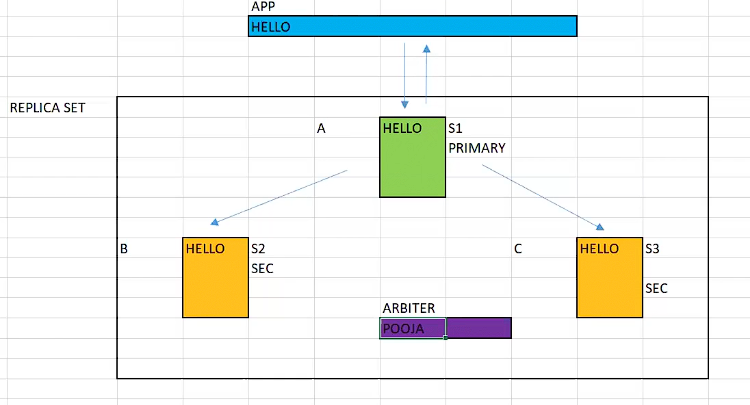 APP
HELLO
REPLICA SET
A
HELLO
S1
PRIMARY
B
HELLO
S2
SEC
C
HELLO
S3
SEC
ARBITER
POOJA